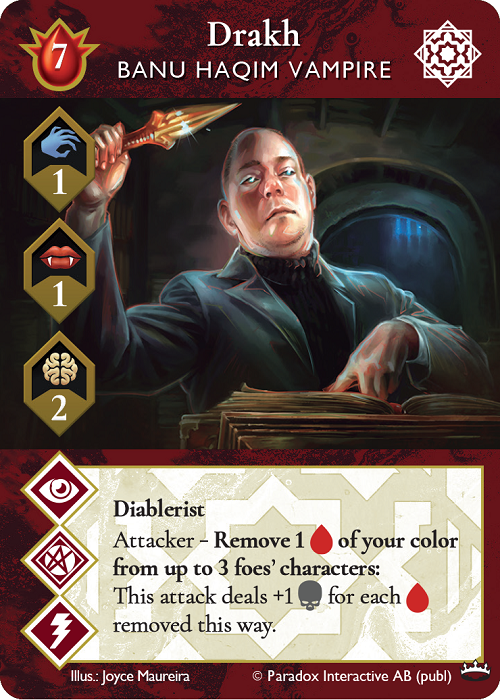 7
Drakh
BANU HAQIM VAMPIRE
1
1
2
Diablerist
Attacker – Remove 1 of your color
from up to 3 foes' characters:
This attack deals +1 for each
removed this way.
Illus.: Joyce Maureira
© Paradox Interactive AB (publ)